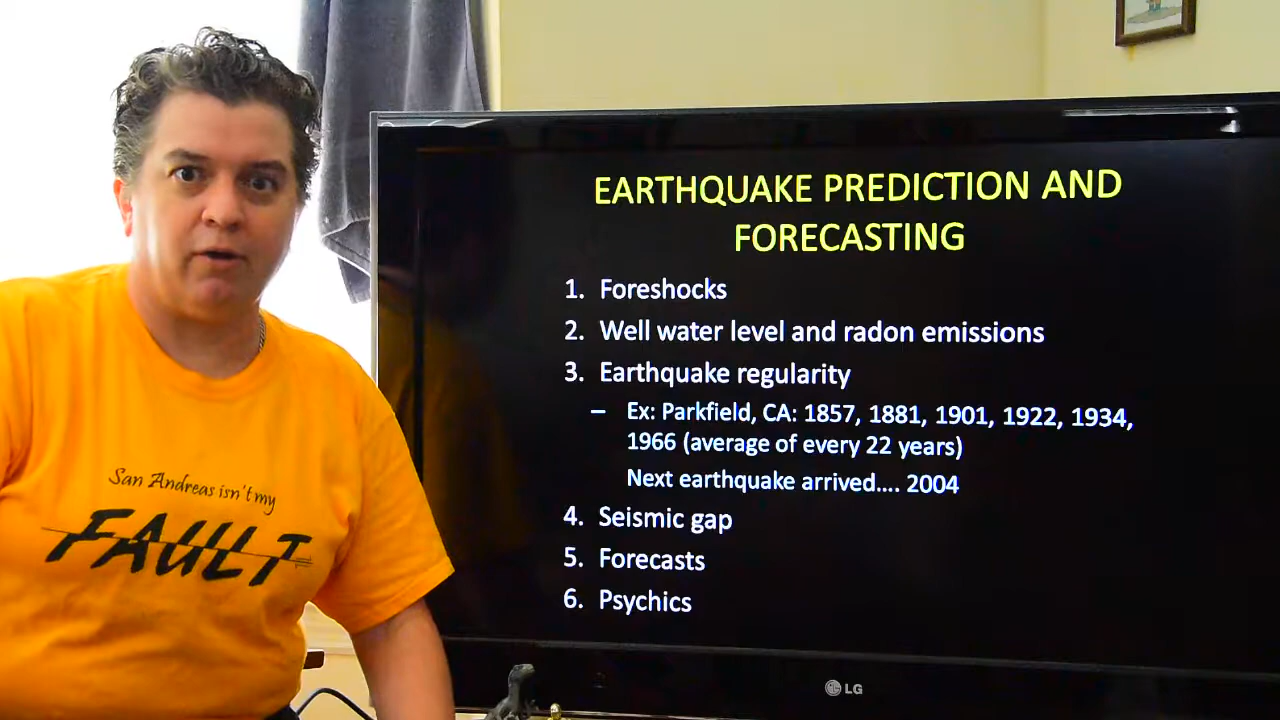 EARTHQUAKE PREDICTION AND
FORECASTING
1. Foreshocks
2. Well water level and radon emissions
3. Earthquake regularity
– Ex: Parkfield, CA: 1857, 1881, 1901, 1922, 1934,
1966 (average of every 22 years)
Next earthquake arrived.... 2004
4. Seismic gap
5. Forecasts
6. Psychics
San Andreas isn't my
FAULT
LG